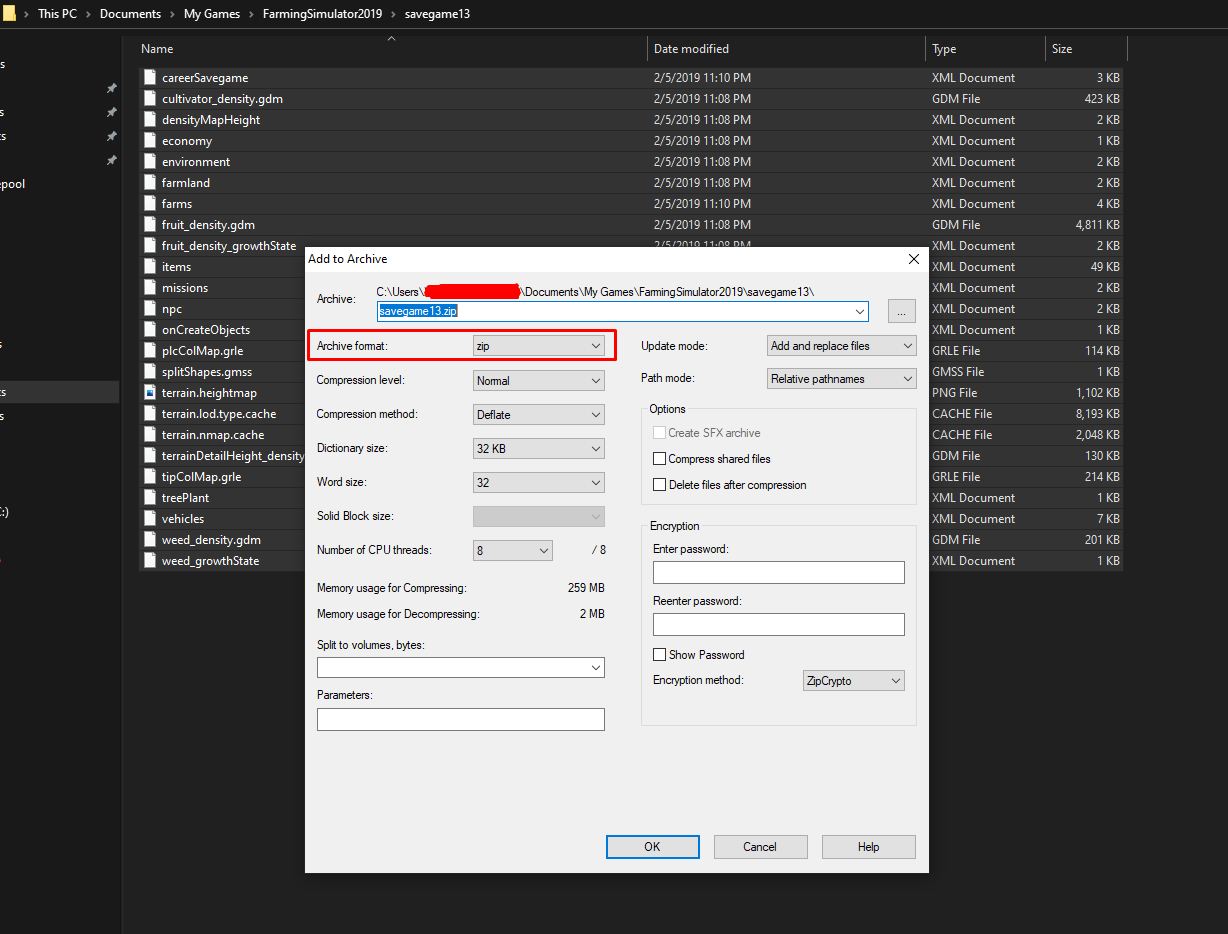 This PC > Documents > My Games > FarmingSimulator2019 > savegame13
Name Date modified Type Size
careerSavegame 2/5/2019 11:10 PM XML Document 3 KB
cultivator_density.gdm 2/5/2019 11:08 PM GDM File 423 KB
densityMapHeight 2/5/2019 11:08 PM XML Document 2 KB
economy 2/5/2019 11:08 PM XML Document 1 KB
environment 2/5/2019 11:08 PM XML Document 2 KB
farmland 2/5/2019 11:08 PM XML Document 2 KB
farms 2/5/2019 11:10 PM XML Document 4 KB
fruit_density.gdm 2/5/2019 11:08 PM GDM File 4,811 KB
fruit_density_growthState 2/5/2019 11:08 PM XML Document 2 KB
items XML Document 49 KB
missions XML Document 2 KB
npc XML Document 2 KB
onCreateObjects XML Document 1 KB
plcColMap.grle GRLE File 114 KB
splitShapes.gmss GMSS File 1 KB
terrain.heightmap PNG File 1,102 KB
terrain.lod.type.cache CACHE File 8,193 KB
terrain.nmap.cache CACHE File 2,048 KB
terrainDetailHeight_density GDM File 130 KB
tipColMap.grle GRLE File 214 KB
treePlant XML Document 1 KB
vehicles XML Document 7 KB
weed_density.gdm GDM File 201 KB
weed_growthState XML Document 1 KB
epool
C:)
Add to Archive
Archive: C:\Users\ \Documents\My Games\FarmingSimulator2019\savegame13\
savegame13.zip ...
Archive format: zip
Compression level: Normal
Compression method: Deflate
Dictionary size: 32 KB
Word size: 32
Solid Block size:
Number of CPU threads: 8 / 8
Memory usage for Compressing: 259 MB
Memory usage for Decompressing: 2 MB
Split to volumes, bytes:
Parameters:
Update mode: Add and replace files
Path mode: Relative pathnames
Options
Create SFX archive
Compress shared files
Delete files after compression
Encryption
Enter password:
Reenter password:
Show Password
Encryption method: ZipCrypto
OK Cancel Help